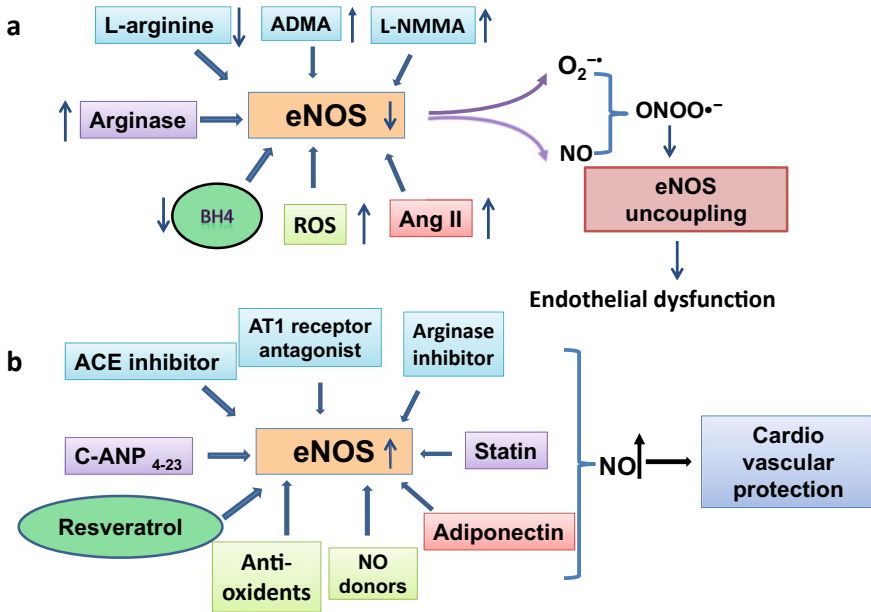 a
L-arginine
ADMA
L-NMMA
Arginase
eNOS
BH4
ROS
Ang II
O₂⁻•
NO
ONOO•−
eNOS
uncoupling
Endothelial dysfunction
b
ACE inhibitor
AT1 receptor
antagonist
Arginase
inhibitor
C-ANP 4-23
eNOS
Statin
Resveratrol
Anti-
oxidents
NO
donors
Adiponectin
NO
Cardio
vascular
protection